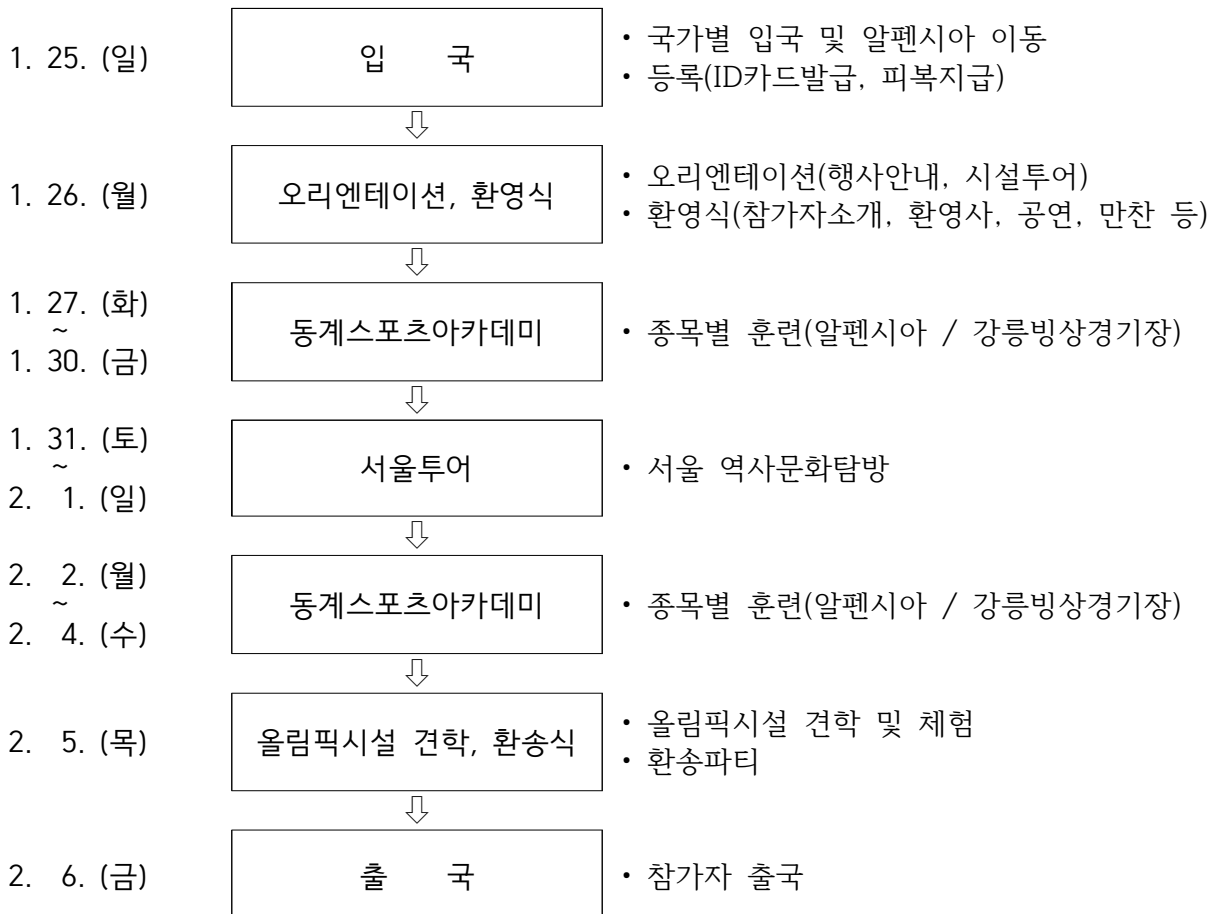 1. 25. (일)
입 국
• 국가별 입국 및 알펜시아 이동
• 등록(ID카드발급, 피복지급)
1. 26. (월)
오리엔테이션, 환영식
• 오리엔테이션(행사안내, 시설투어)
• 환영식(참가자소개, 환영사, 공연, 만찬 등)
1. 27. (화)
~
1. 30. (금)
동계스포츠아카데미
• 종목별 훈련(알펜시아 / 강릉빙상경기장)
1. 31. (토)
~
2. 1. (일)
서울투어
• 서울 역사문화탐방
2. 2. (월)
~
2. 4. (수)
동계스포츠아카데미
• 종목별 훈련(알펜시아 / 강릉빙상경기장)
2. 5. (목)
올림픽시설 견학, 환송식
• 올림픽시설 견학 및 체험
• 환송파티
2. 6. (금)
출 국
• 참가자 출국